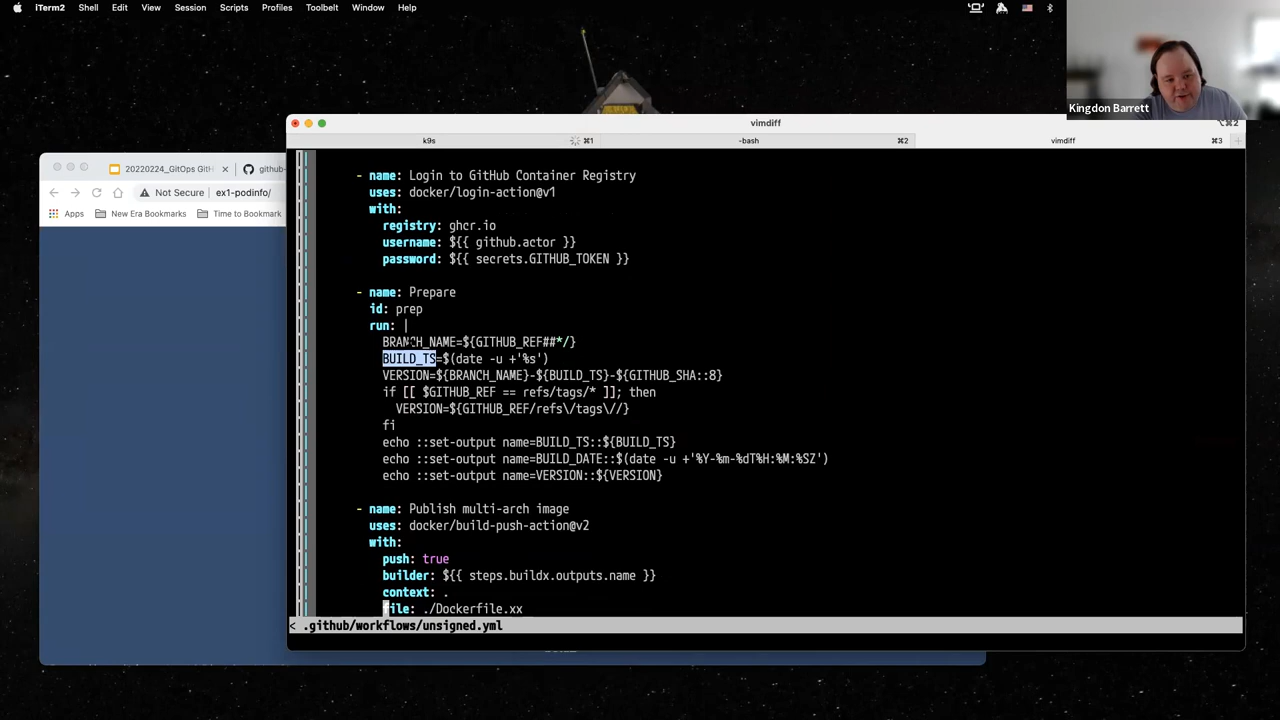 iTerm2 Shell Edit View Session Scripts Profiles Toolbelt Window Help
Kingdon Barrett
vimdiff
⌥⌘2
k9s ⌘1 -bash ⌘2 vimdiff ⌘3
20220224_GitOps GitH github-
Not Secure ex1-podinfo/
Apps New Era Bookmarks Time to Bookmark
- name: Login to GitHub Container Registry
uses: docker/login-action@v1
with:
registry: ghcr.io
username: ${{ github.actor }}
password: ${{ secrets.GITHUB_TOKEN }}
- name: Prepare
id: prep
run: |
BRANCH_NAME=${GITHUB_REF##*/}
BUILD_TS=$(date -u +'%s')
VERSION=${BRANCH_NAME}-${BUILD_TS}-${GITHUB_SHA::8}
if [[ $GITHUB_REF == refs/tags/* ]]; then
VERSION=${GITHUB_REF/refs\/tags\//}
fi
echo ::set-output name=BUILD_TS::${BUILD_TS}
echo ::set-output name=BUILD_DATE::$(date -u +'%Y-%m-%dT%H:%M:%SZ')
echo ::set-output name=VERSION::${VERSION}
- name: Publish multi-arch image
uses: docker/build-push-action@v2
with:
push: true
builder: ${{ steps.buildx.outputs.name }}
context: .
file: ./Dockerfile.xx
< .github/workflows/unsigned.yml